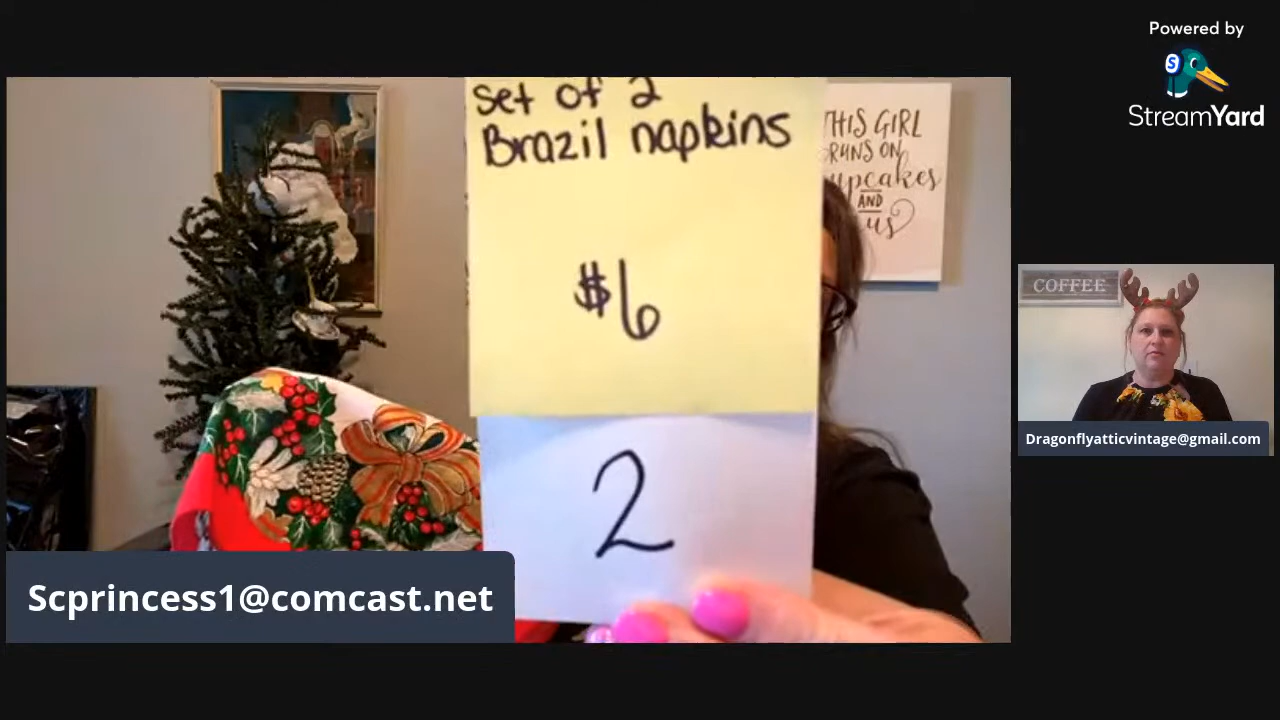 Powered by
StreamYard
set of 2
Brazil napkins
$6
2
THIS GIRL
RUNS ON
cupcakes
AND
COFFEE
Dragonflyatticvintage@gmail.com
Scprincess1@comcast.net